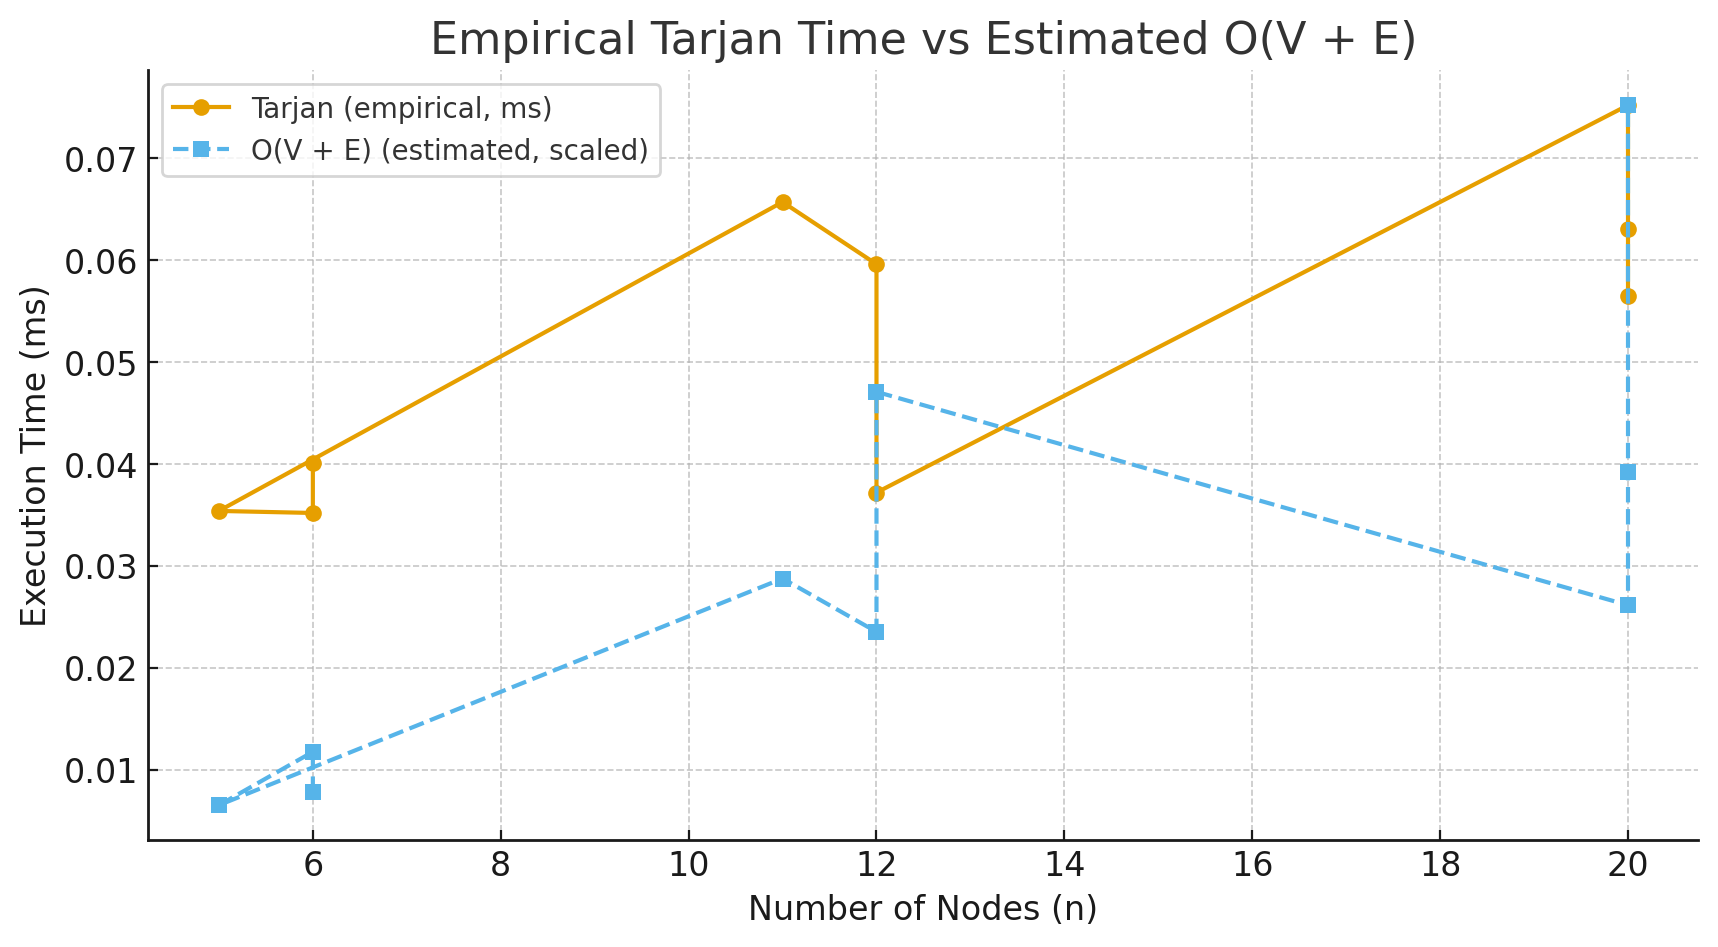 Empirical Tarjan Time vs Estimated O(V + E)
Tarjan (empirical, ms)
O(V + E) (estimated, scaled)
Execution Time (ms)
0.07
0.06
0.05
0.04
0.03
0.02
0.01
6 8 10 12 14 16 18 20
Number of Nodes (n)